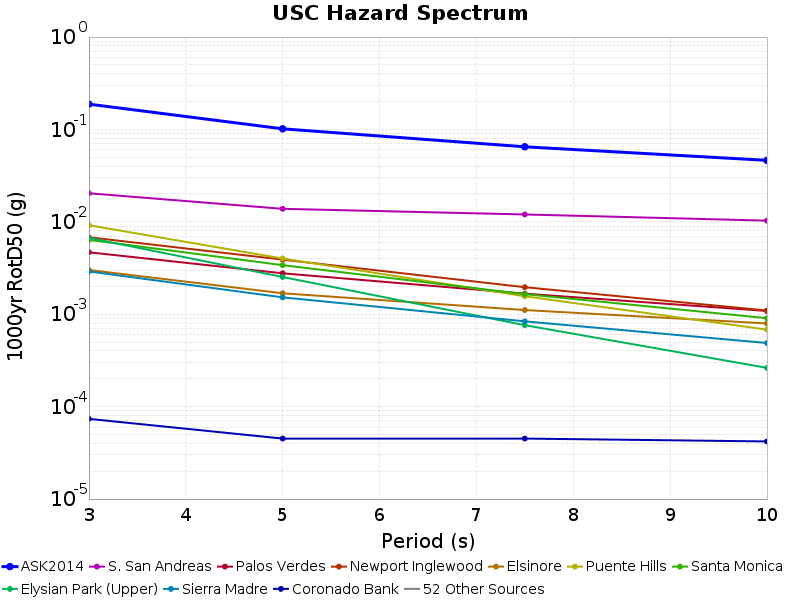 USC Hazard Spectrum
1000yr RotD50 (g)
10^0
10^-1
10^-2
10^-3
10^-4
10^-5
3 4 5 6 7 8 9 10
Period (s)
ASK2014 S. San Andreas Palos Verdes Newport Inglewood Elsinore Puente Hills Santa Monica
Elysian Park (Upper) Sierra Madre Coronado Bank 52 Other Sources